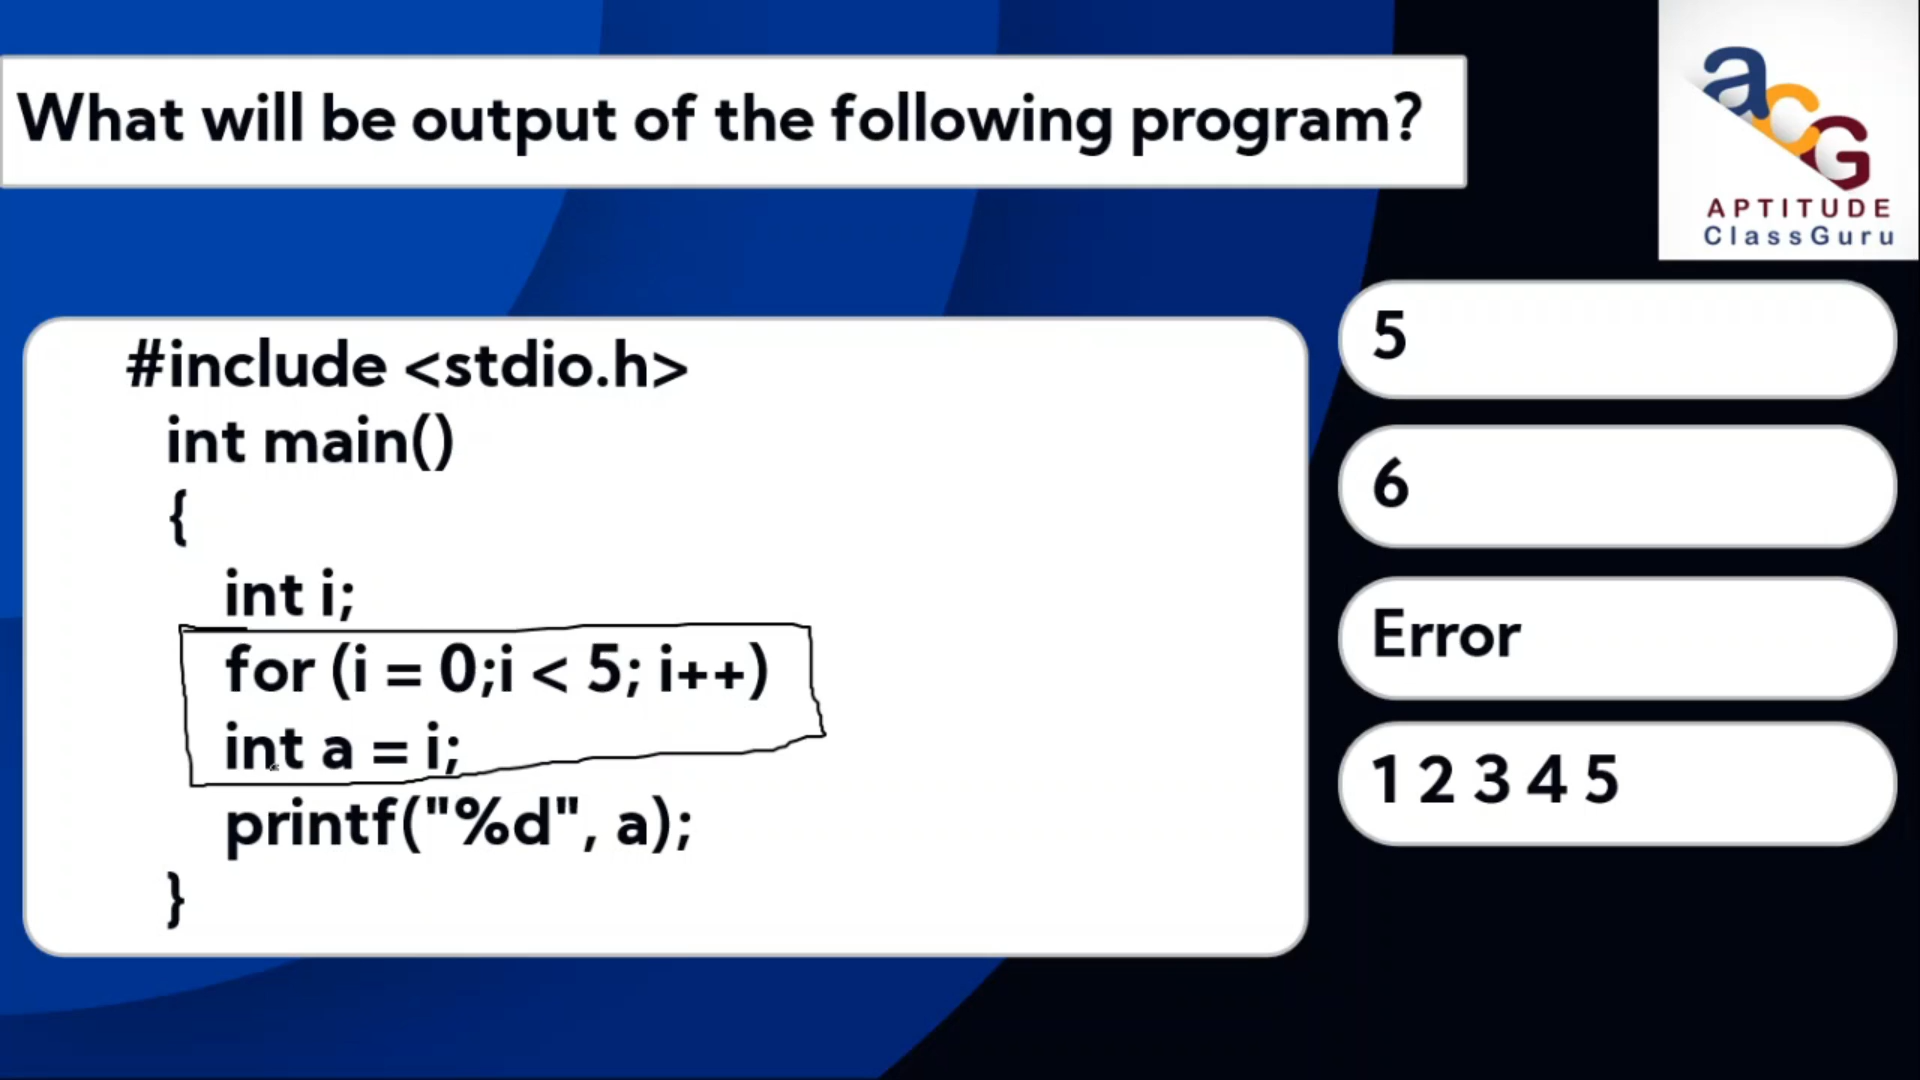 What will be output of the following program?
aCG
APTITUDE
ClassGuru
#include <stdio.h>
int main()
{
int i;
for (i = 0;i < 5; i++)
int a = i;
printf("%d", a);
}
5
6
Error
1 2 3 4 5